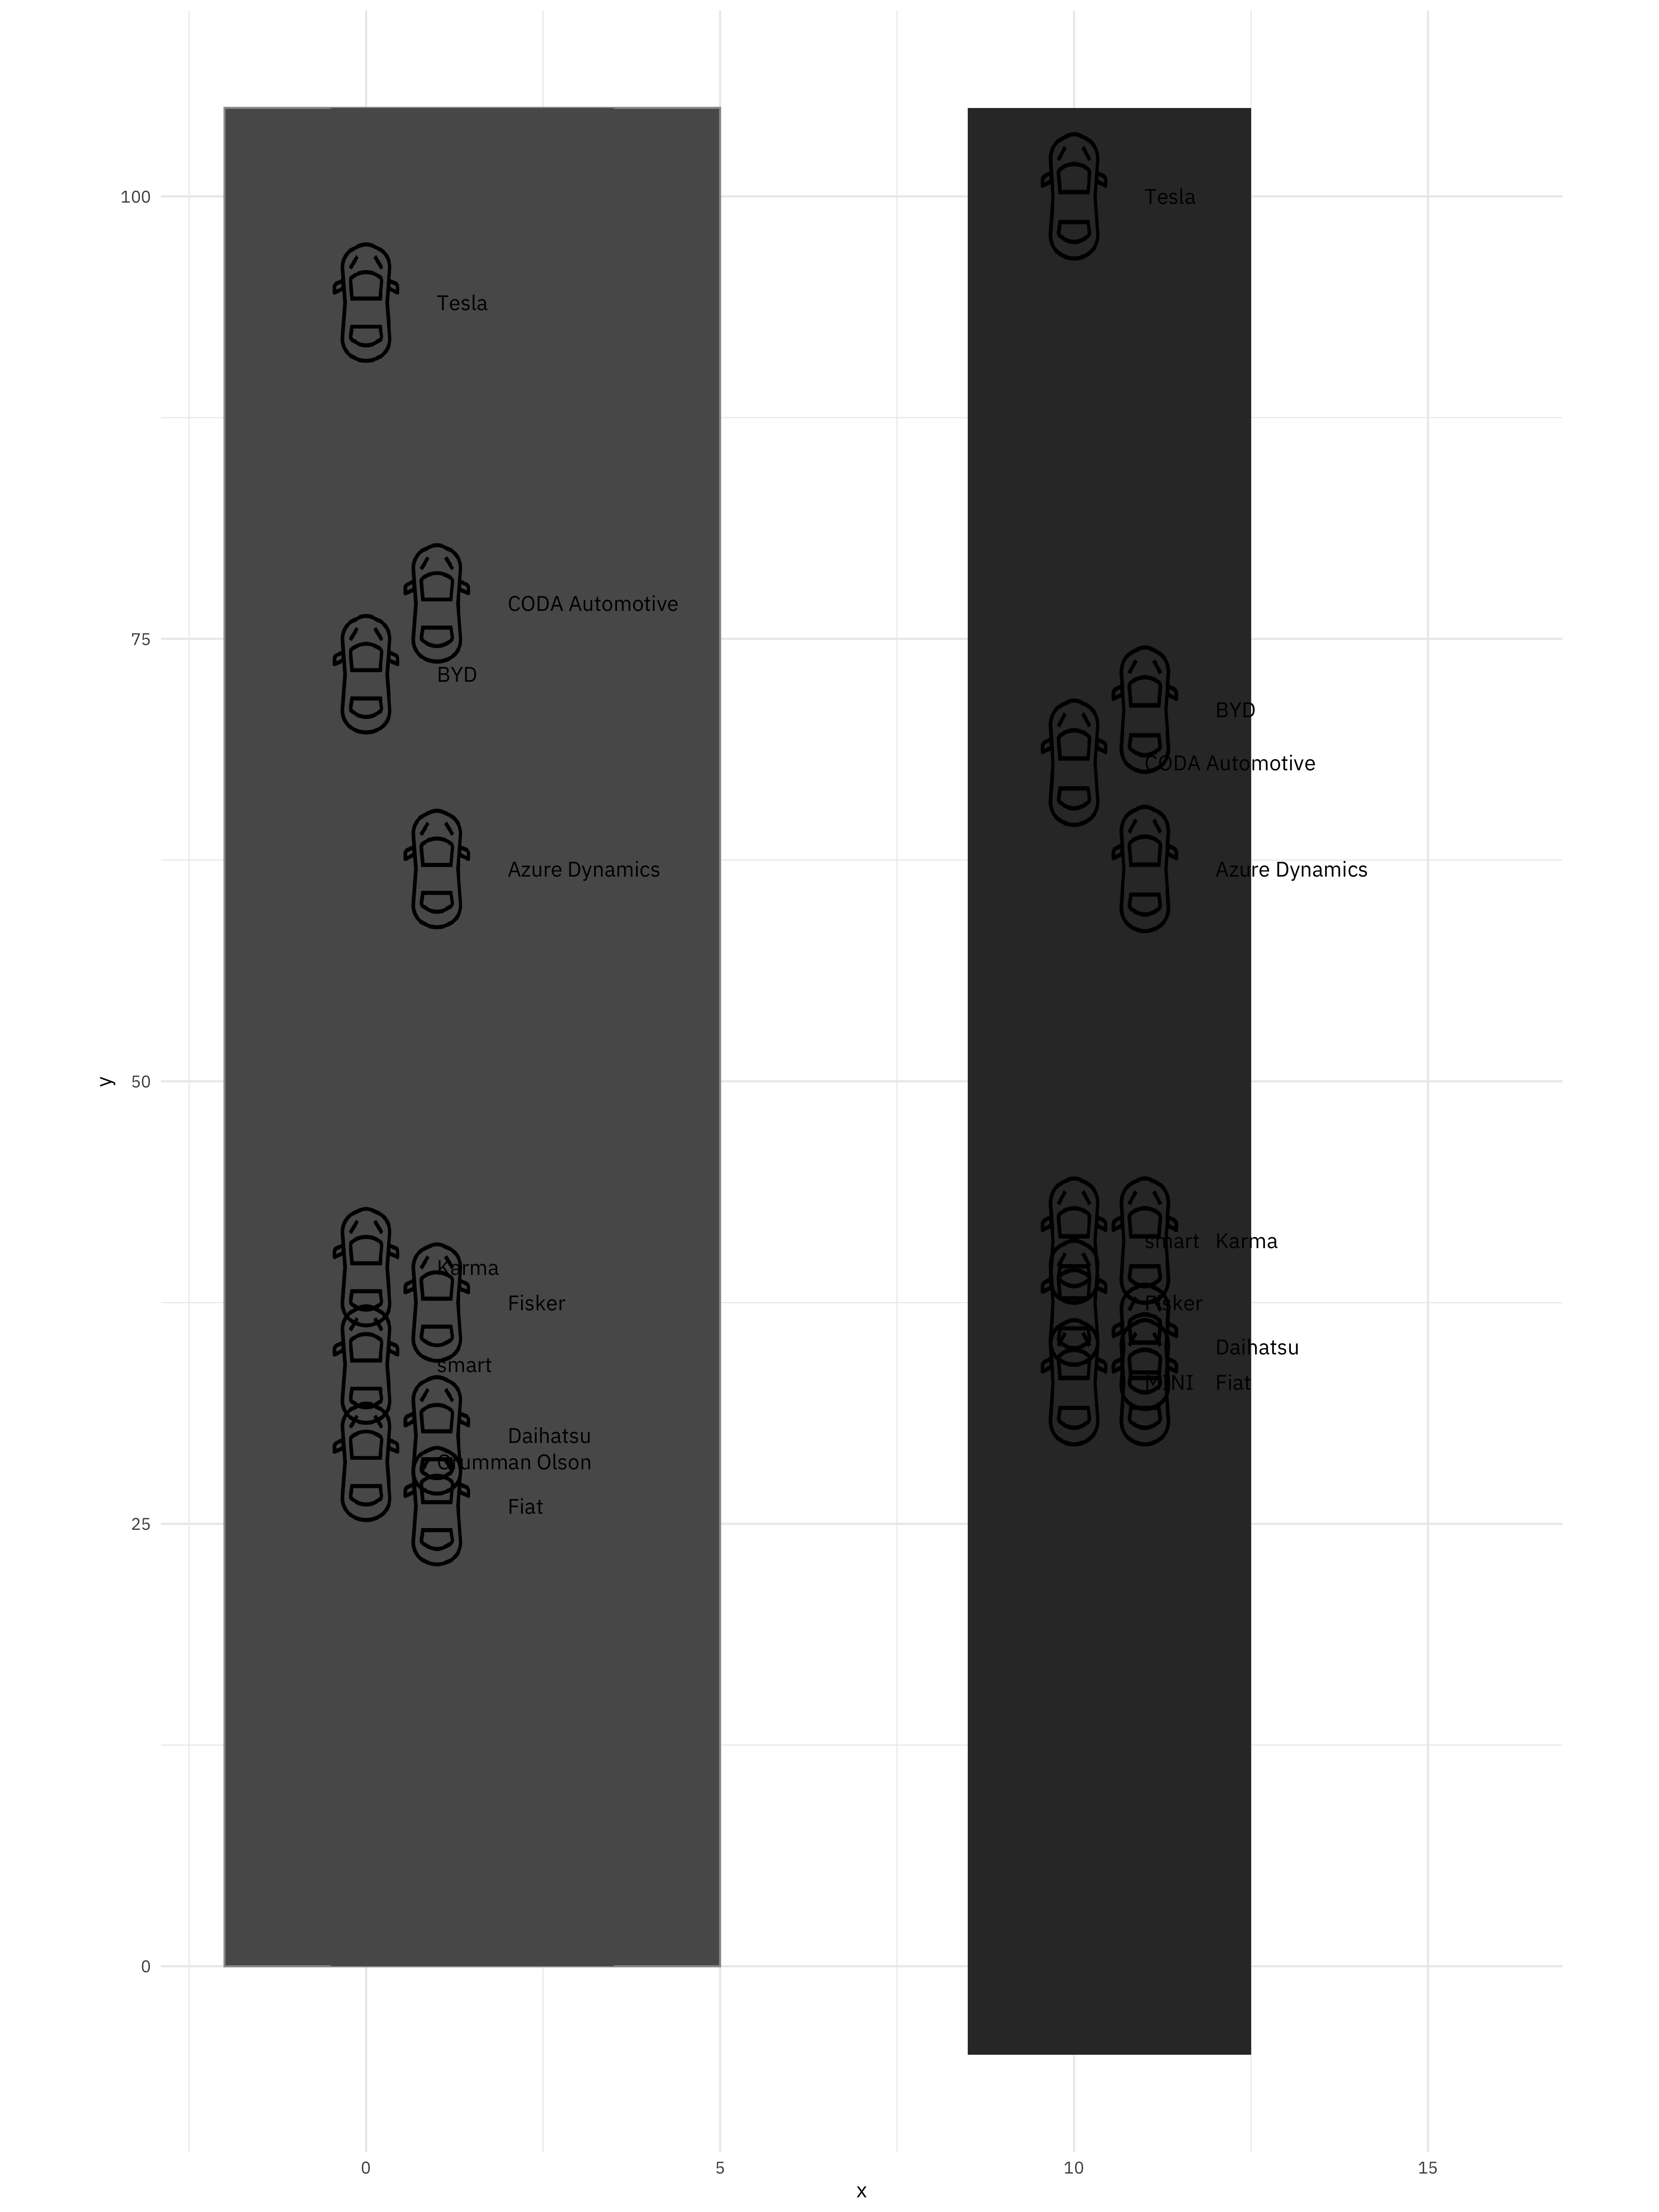 100
Tesla
Tesla
CODA Automotive
75
BYD
BYD
CODA Automotive
Azure Dynamics
Azure Dynamics
y
50
Karma
smart
Karma
Fisker
Fisker
smart
Daihatsu
MINI
Fiat
Daihatsu
Grumman Olson
Fiat
25
0
0
5
10
15
x